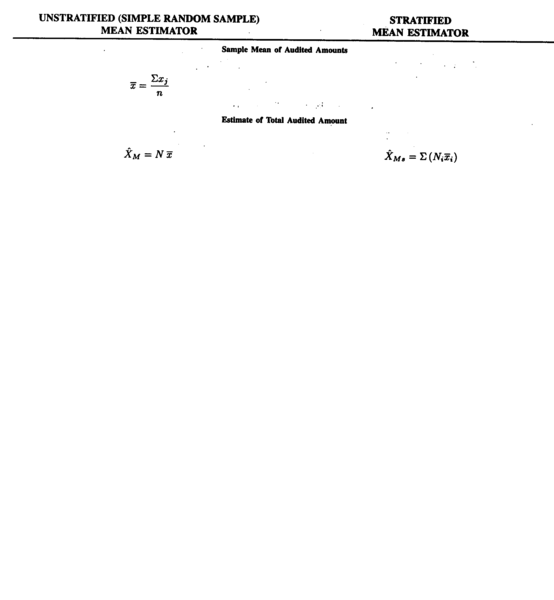 UNSTRATIFIED (SIMPLE RANDOM SAMPLE) STRATIFIED
MEAN ESTIMATOR MEAN ESTIMATOR
Sample Mean of Audited Amounts
x̄ = Σx_j / n
Estimate of Total Audited Amount
X̂_M = N x̄ X̂_Ms = Σ (N_i x̄_i)